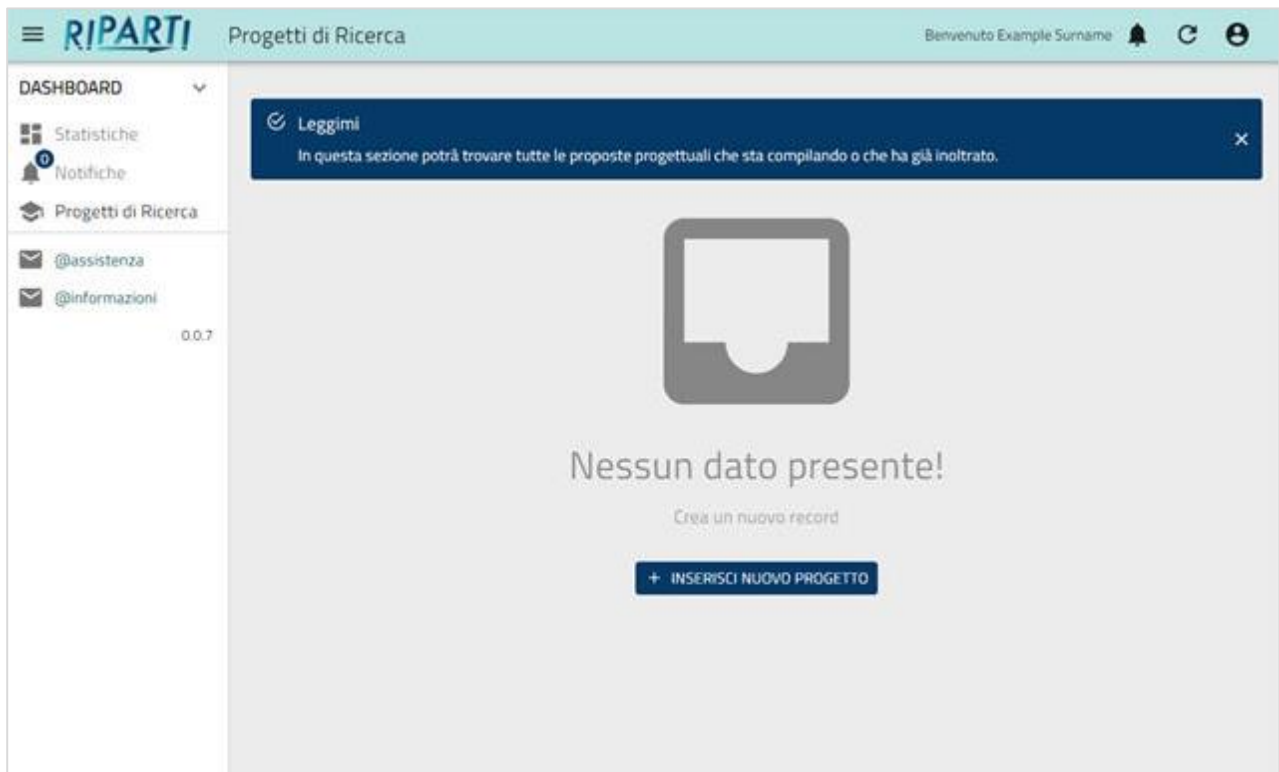 RIPARTI
Progetti di Ricerca
Benvenuto Example Surname
DASHBOARD
Statistiche
0
Notifiche
Progetti di Ricerca
@assistenza
@informazioni
0.0.7
Leggimi
In questa sezione potrà trovare tutte le proposte progettuali che sta compilando o che ha già inoltrato.
Nessun dato presente!
Crea un nuovo record
+ INSERISCI NUOVO PROGETTO